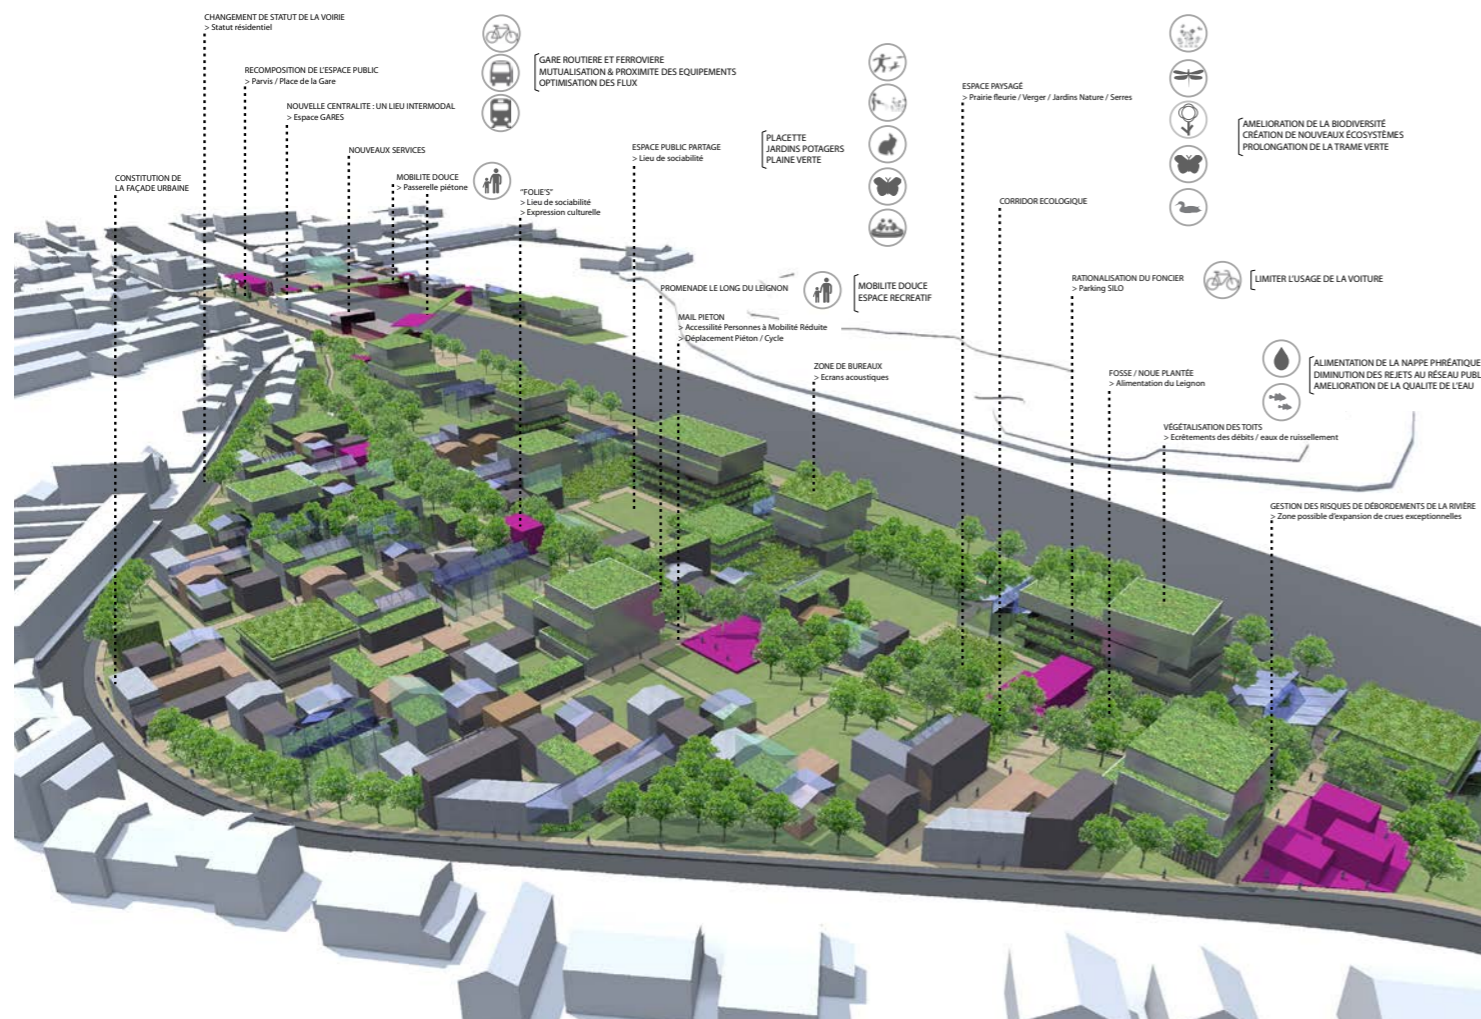 CHANGEMENT DE STATUT DE LA VOIRIE
> Statut résidentiel
RECOMPOSITION DE L'ESPACE PUBLIC
> Parvis / Place de la Gare
NOUVELLE CENTRALITE : UN LIEU INTERMODAL
> Espace GARES
NOUVEAUX SERVICES
CONSTITUTION DE
LA FAÇADE URBAINE
MOBILITE DOUCE
> Passerelle piétone
GARE ROUTIERE ET FERROVIERE
MUTUALISATION & PROXIMITE DES EQUIPEMENTS
OPTIMISATION DES FLUX
"FOLIE'S"
> Lieu de sociabilité
> Expression culturelle
ESPACE PUBLIC PARTAGE
> Lieu de sociabilité
PLACETTE
JARDINS POTAGERS
PLAINE VERTE
ESPACE PAYSAGÉ
> Prairie fleurie / Verger / Jardins Nature / Serres
AMELIORATION DE LA BIODIVERSITÉ
CRÉATION DE NOUVEAUX ÉCOSYSTÈMES
PROLONGATION DE LA TRAME VERTE
CORRIDOR ECOLOGIQUE
PROMENADE LE LONG DU LEIGNON
MOBILITE DOUCE
ESPACE RECREATIF
MAIL PIETON
> Accessilité Personnes à Mobilité Réduite
> Déplacement Piéton / Cycle
RATIONALISATION DU FONCIER
> Parking SILO
LIMITER L'USAGE DE LA VOITURE
ZONE DE BUREAUX
> Ecrans acoustiques
FOSSE / NOUE PLANTÉE
> Alimentation du Leignon
ALIMENTATION DE LA NAPPE PHRÉATIQUE
DIMINUTION DES REJETS AU RÉSEAU PUBL
AMELIORATION DE LA QUALITE DE L'EAU
VÉGÉTALISATION DES TOITS
> Ecrêtements des débits / eaux de ruissellement
GESTION DES RISQUES DE DÉBORDEMENTS DE LA RIVIÈRE
> Zone possible d'expansion de crues exceptionnelles